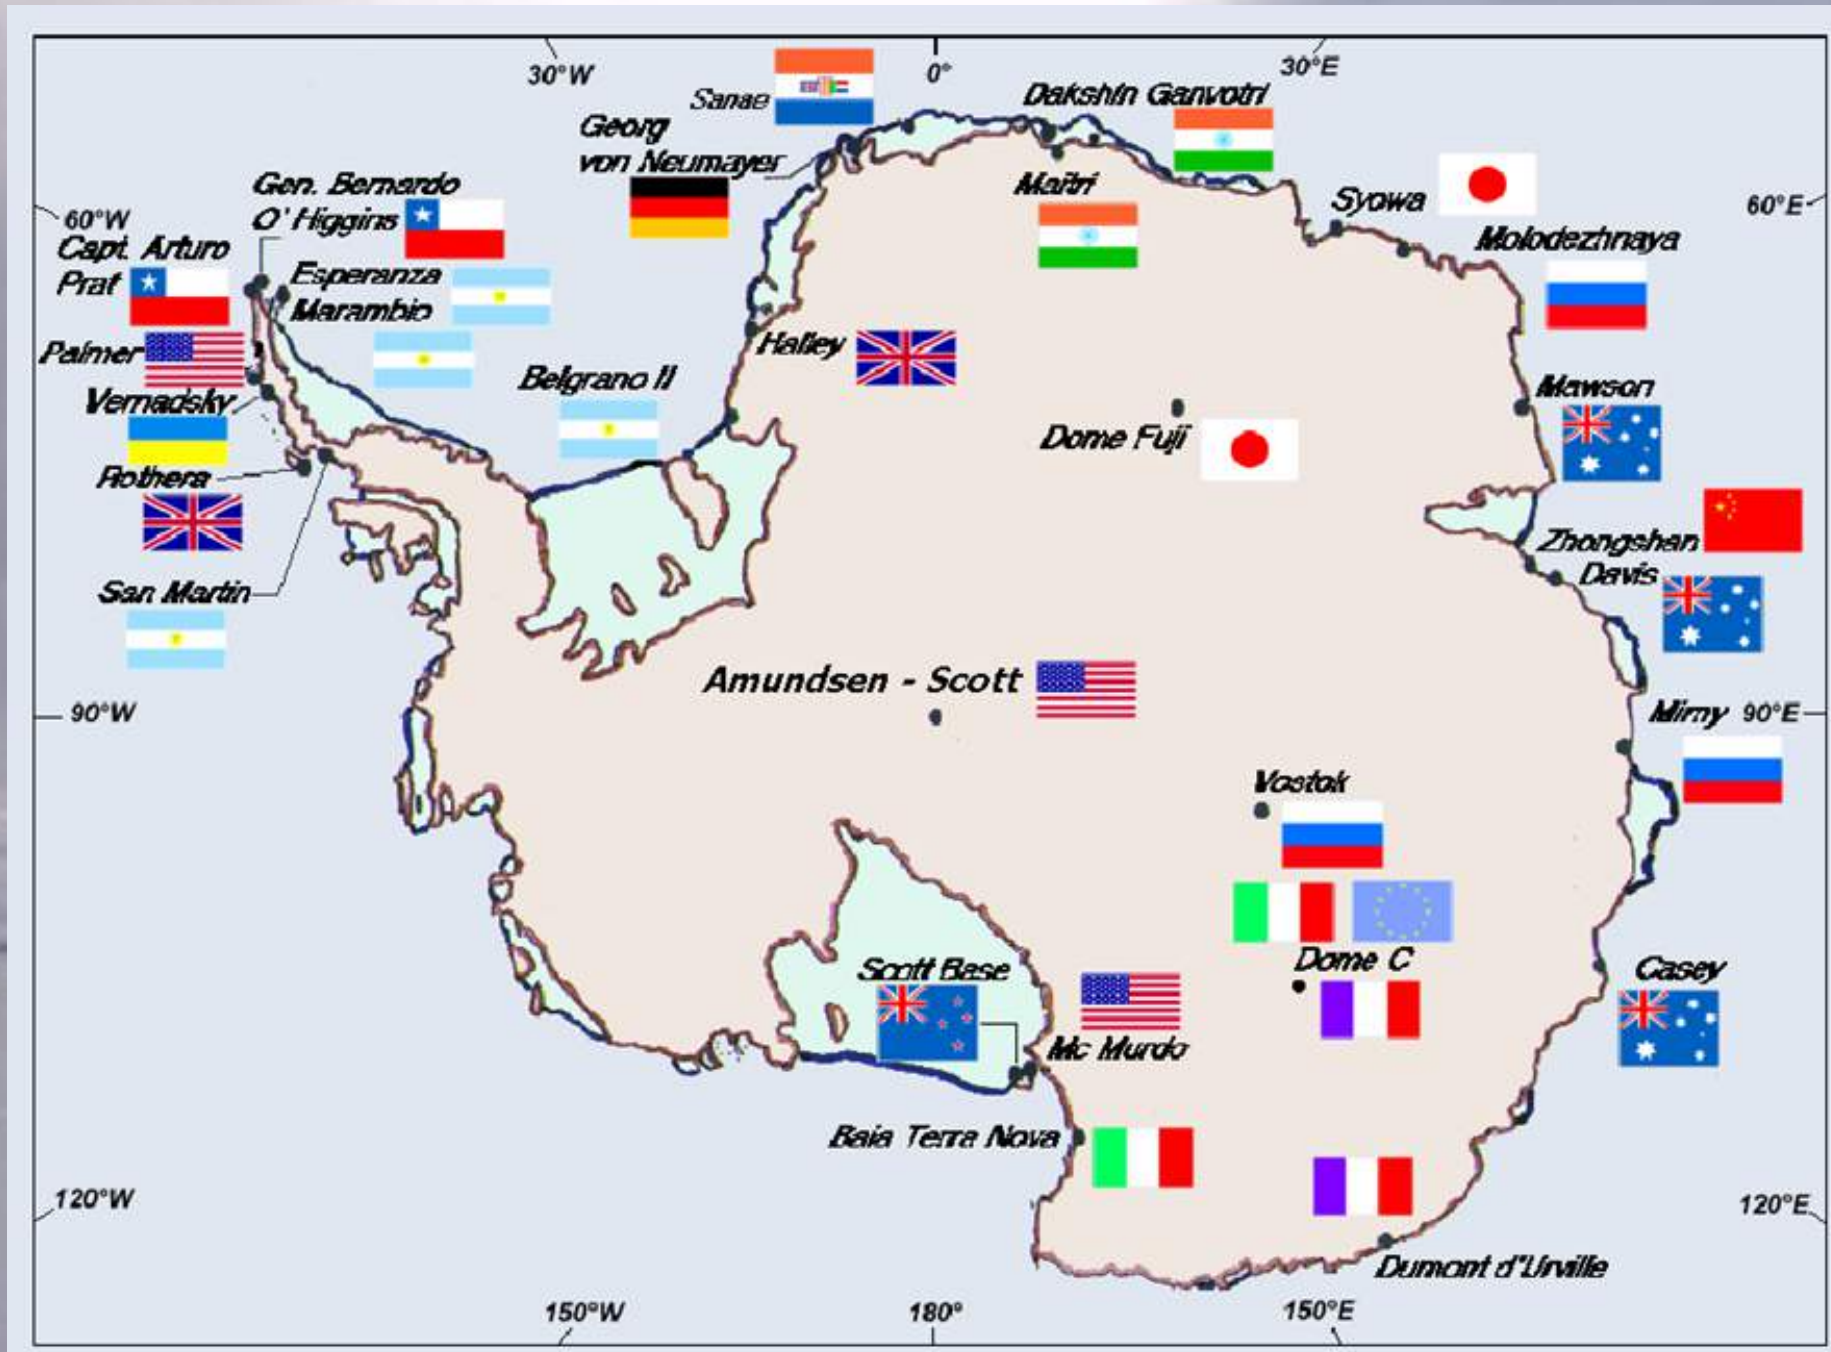 30°W
0°
30°E
Sanae
Dakshin Ganvotri
Georg
von Neumayer
Maitri
Gen. Bernardo
O' Higgins
Syowa
60°W
60°E
Capt. Arturo
Prat
Molodezhnaya
Esperanza
Marambio
Palmer
Halley
Belgrano II
Vernadsky
Mawson
Dome Fuji
Rothera
Zhongshan
Davis
San Martin
Amundsen - Scott
90°W
Mirny
90°E
Vostok
Dome C
Scott Base
Casey
Mc Murdo
Baia Terra Nova
120°W
120°E
Dumont d'Urville
150°W
180°
150°E